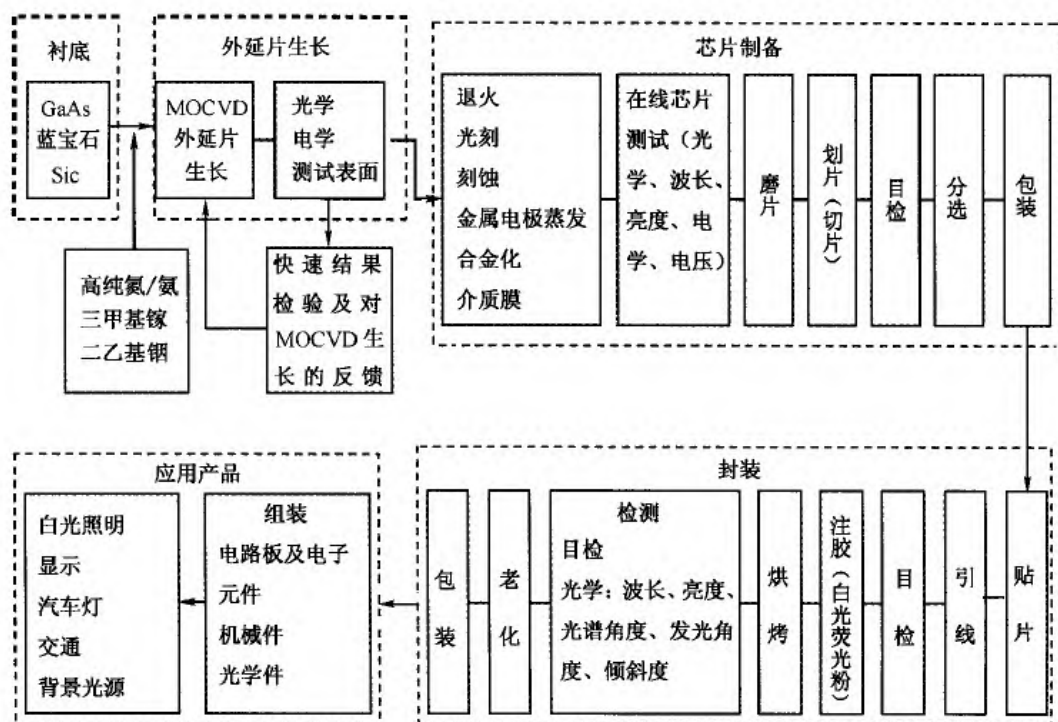 衬底
GaAs
蓝宝石
Sic
外延片生长
MOCVD
外延片
生长
光学
电学
测试表面
高纯氮/氨
三甲基镓
二乙基铟
快速结果
检验及对
MOCVD 生
长的反馈
芯片制备
退火
光刻
刻蚀
金属电极蒸发
合金化
介质膜
在线芯片
测试（光
学、波长、
亮度、电
学、电压）
磨片
划片（切片）
目检
分选
包装
封装
贴片
引线
目检
注胶（白光荧光粉）
烘烤
检测
目检
光学：波长、亮度、
光谱角度、发光角
度、倾斜度
老化
包装
应用产品
组装
电路板及电子
元件
机械件
光学件
白光照明
显示
汽车灯
交通
背景光源